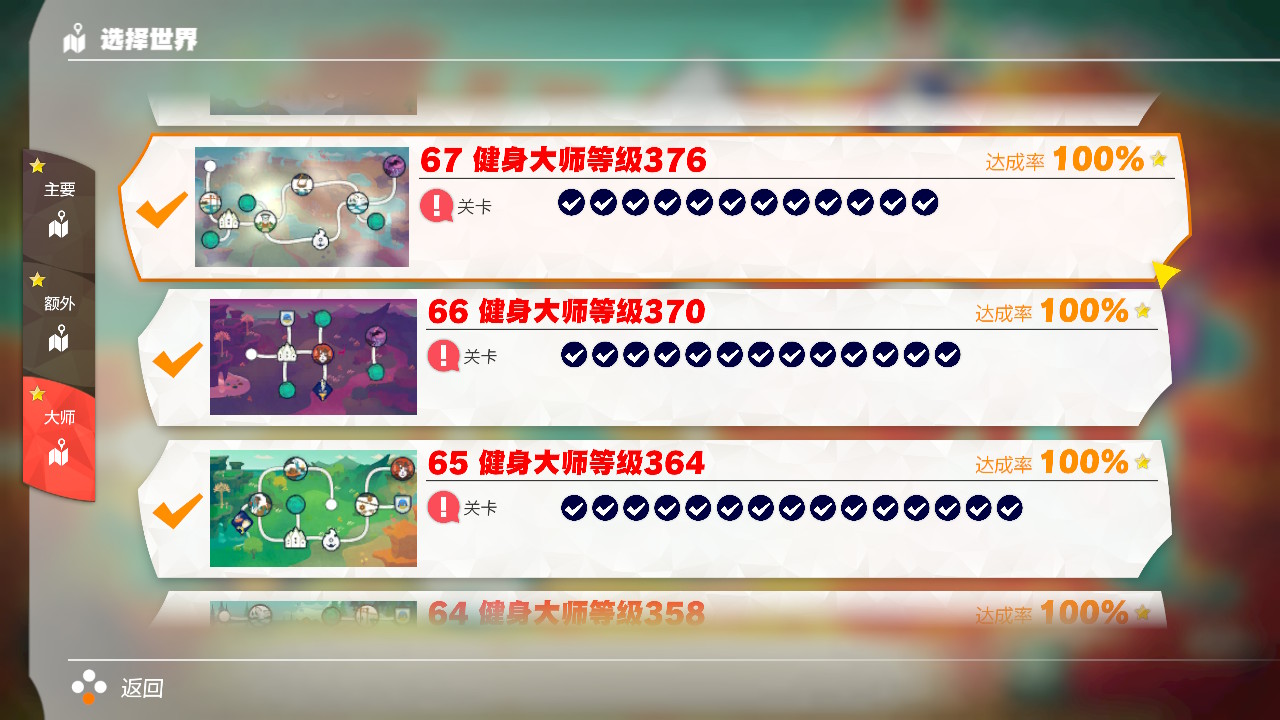 选择世界
主要
额外
大师
67 健身大师等级376
达成率 100%
关卡
66 健身大师等级370
达成率 100%
关卡
65 健身大师等级364
达成率 100%
关卡
64 健身大师等级358
达成率 100%
返回